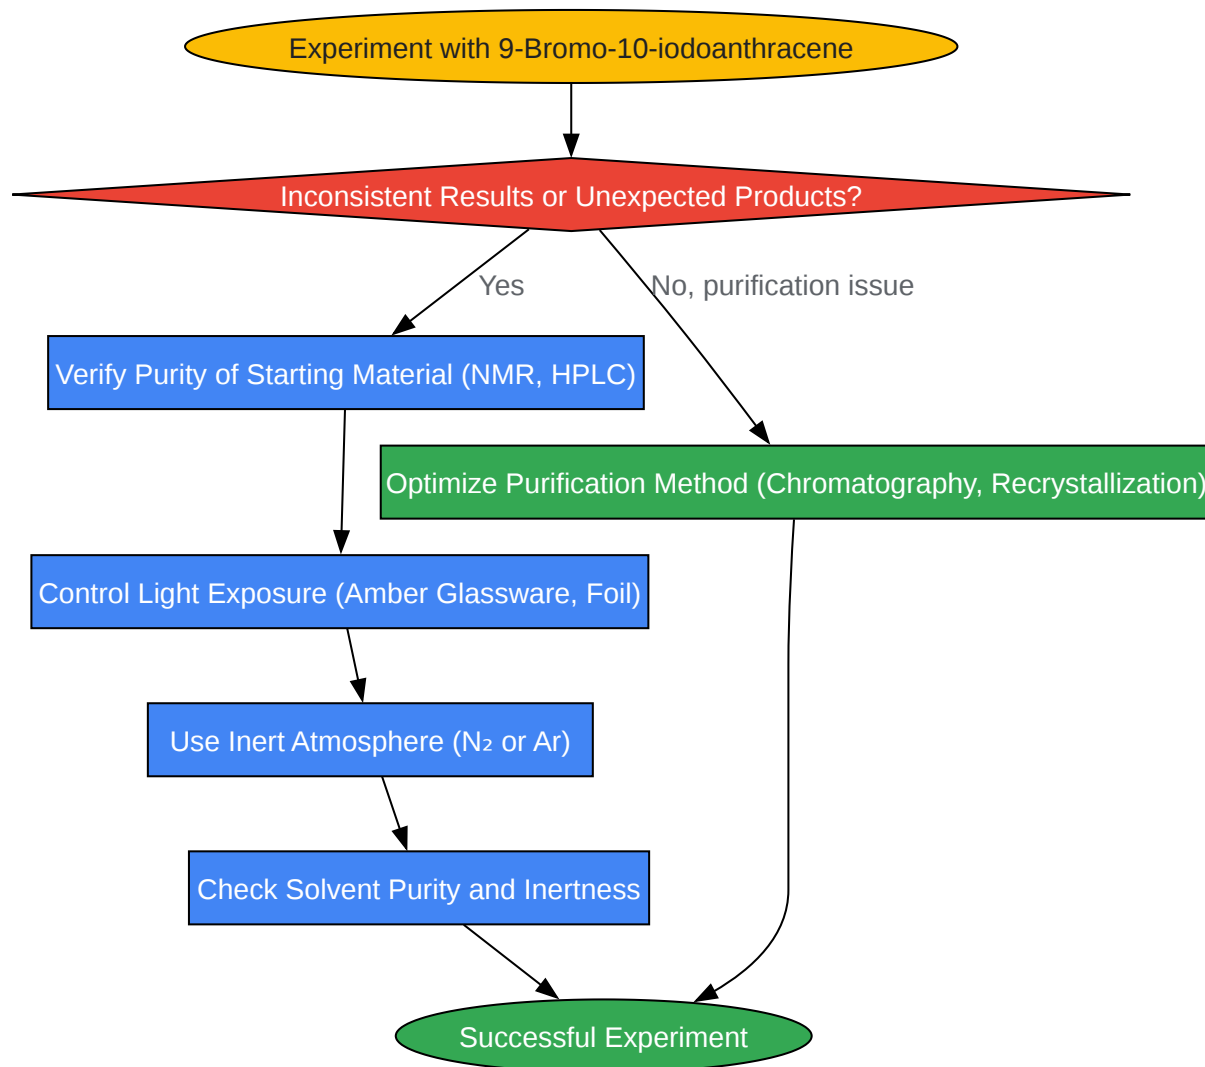 Experiment with 9-Bromo-10-iodoanthracene
Inconsistent Results or Unexpected Products?
Yes
No, purification issue
Verify Purity of Starting Material (NMR, HPLC)
Optimize Purification Method (Chromatography, Recrystallization)
Control Light Exposure (Amber Glassware, Foil)
Use Inert Atmosphere (N₂ or Ar)
Check Solvent Purity and Inertness
Successful Experiment